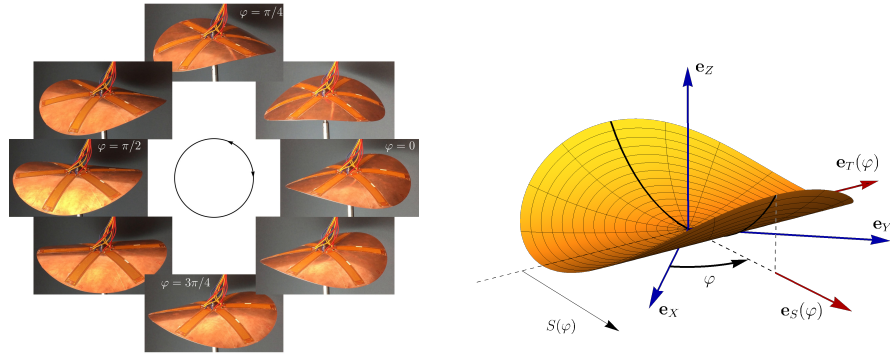 φ = π/4
φ = π/2
φ = 0
φ = 3π/4
e_Z
e_T(φ)
e_Y
φ
e_X
e_S(φ)
S(φ)